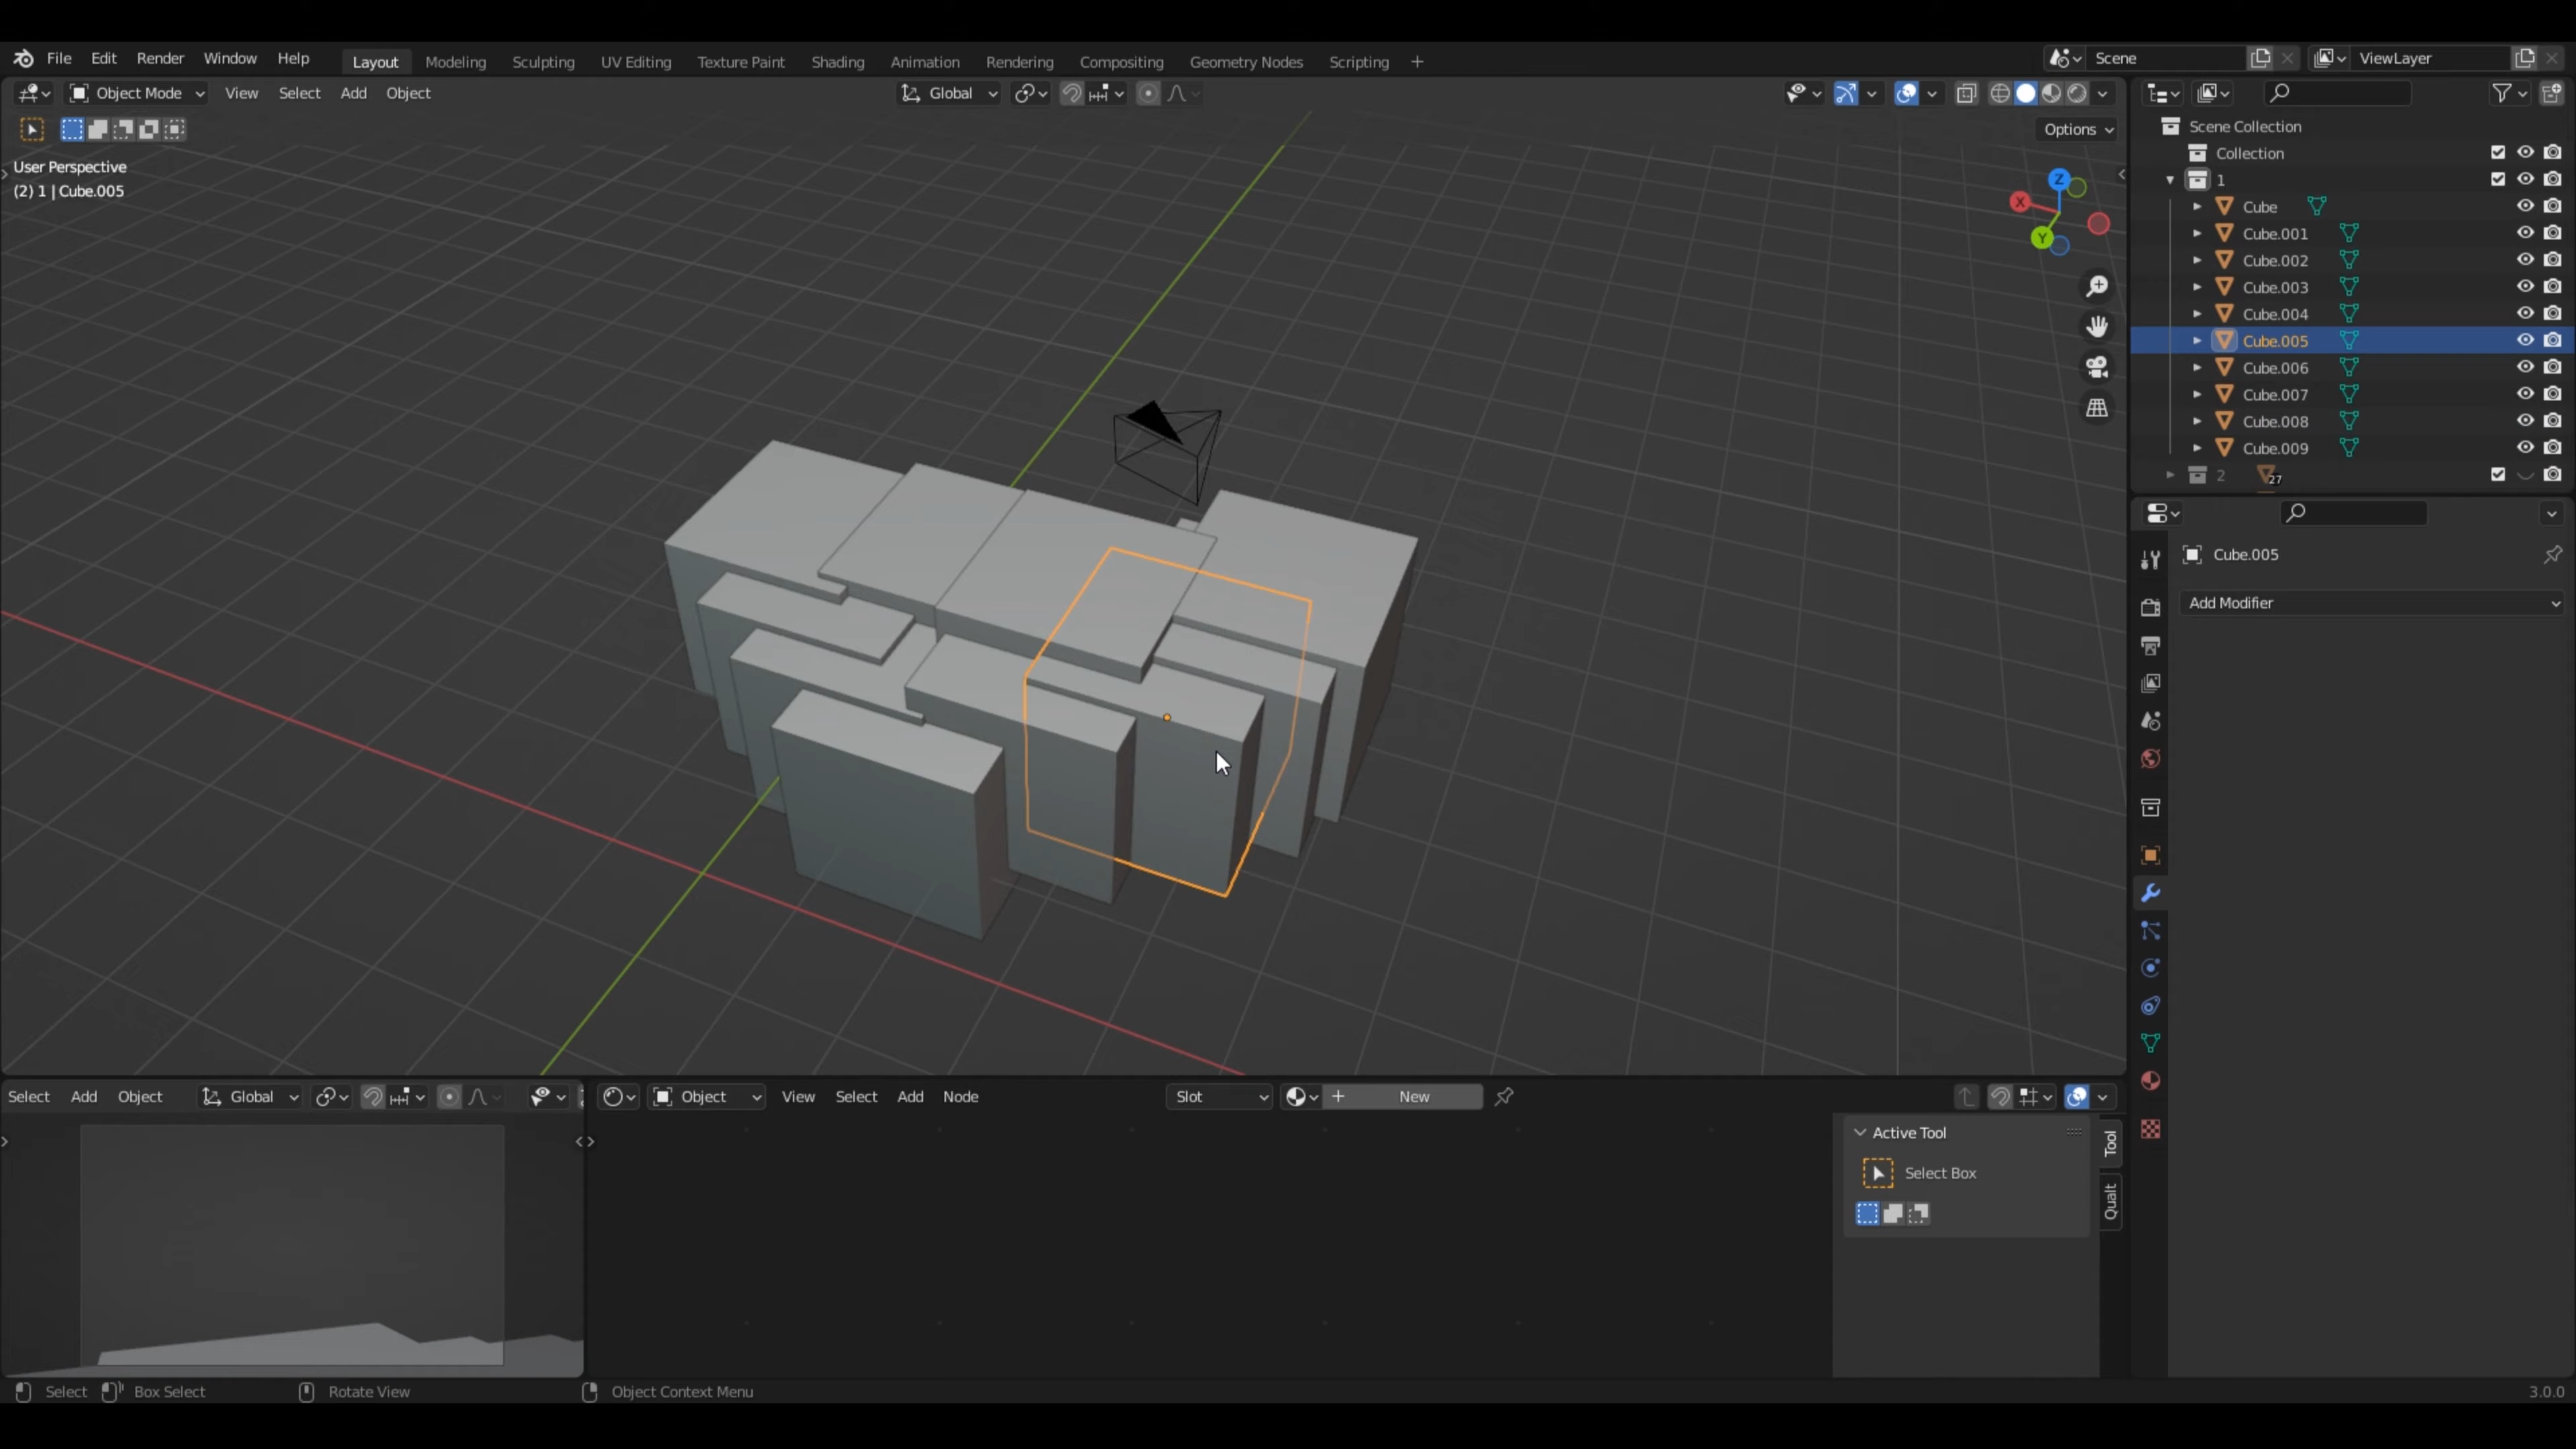 File Edit Render Window Help Layout Modeling Sculpting UV Editing Texture Paint Shading Animation Rendering Compositing Geometry Nodes Scripting + Scene ViewLayer
Object Mode View Select Add Object Global
Options
User Perspective
(2) 1 | Cube.005
X
Y
Z
Scene Collection
Collection
1
Cube
Cube.001
Cube.002
Cube.003
Cube.004
Cube.005
Cube.006
Cube.007
Cube.008
Cube.009
2 27
Cube.005
Add Modifier
Select Add Object Global
Object View Select Add Node Slot New
Active Tool
Select Box
Tool
Qualt
Select Box Select Rotate View Object Context Menu 3.0.0